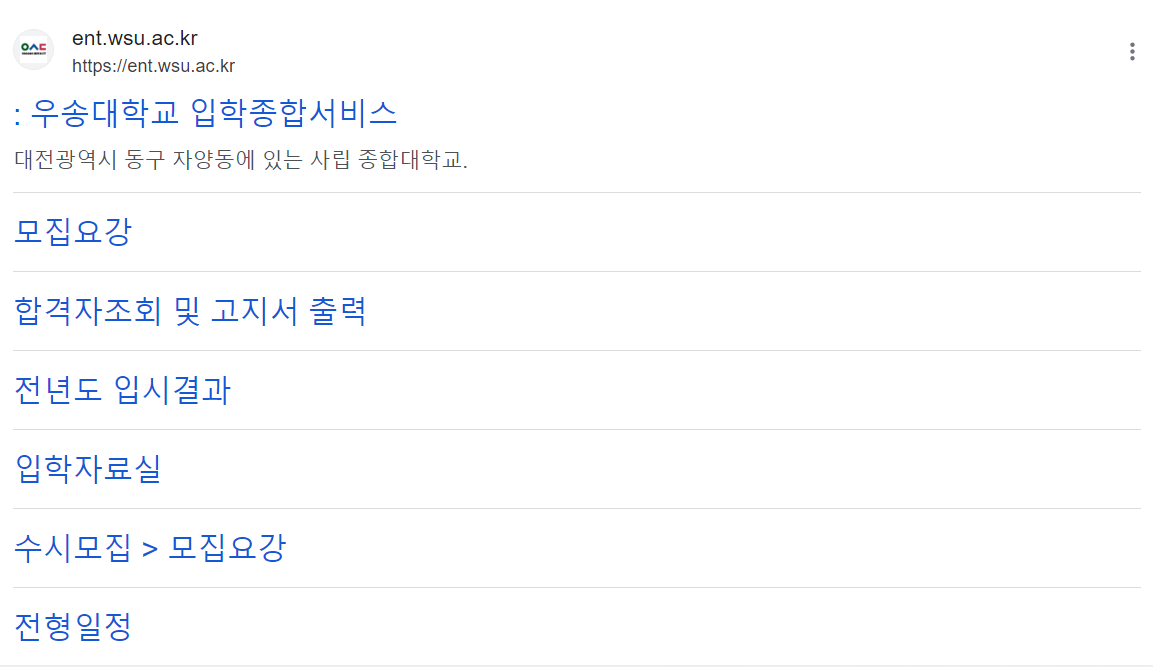 ent.wsu.ac.kr
https://ent.wsu.ac.kr
: 우송대학교 입학종합서비스
대전광역시 동구 자양동에 있는 사립 종합대학교.
모집요강
합격자조회 및 고지서 출력
전년도 입시결과
입학자료실
수시모집 > 모집요강
전형일정